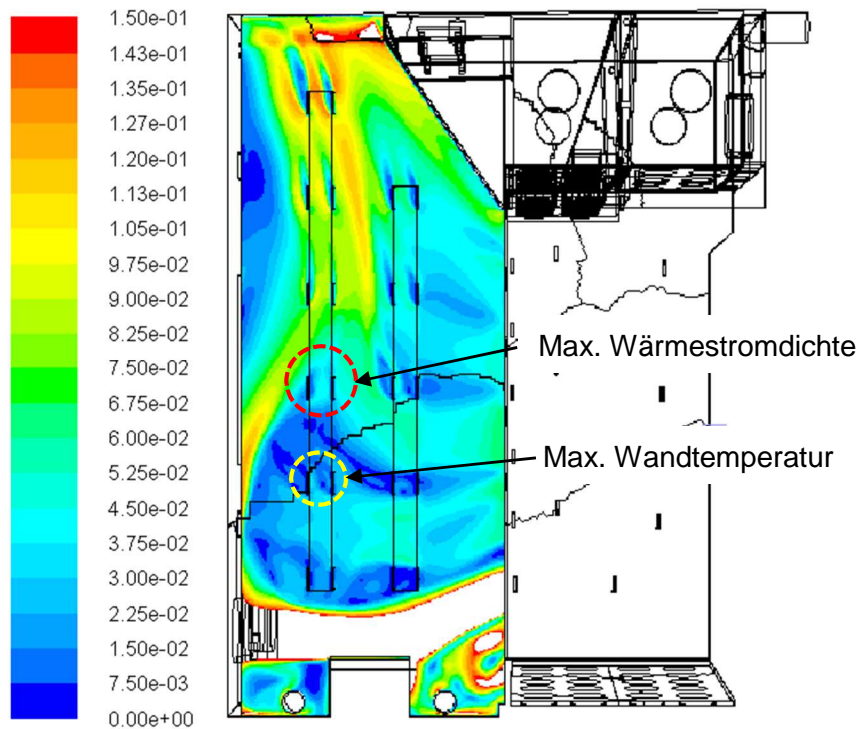 1.50e-01
1.43e-01
1.35e-01
1.27e-01
1.20e-01
1.13e-01
1.05e-01
9.75e-02
9.00e-02
8.25e-02
7.50e-02
6.75e-02
6.00e-02
5.25e-02
4.50e-02
3.75e-02
3.00e-02
2.25e-02
1.50e-02
7.50e-03
0.00e+00
Max. Wärmestromdichte
Max. Wandtemperatur